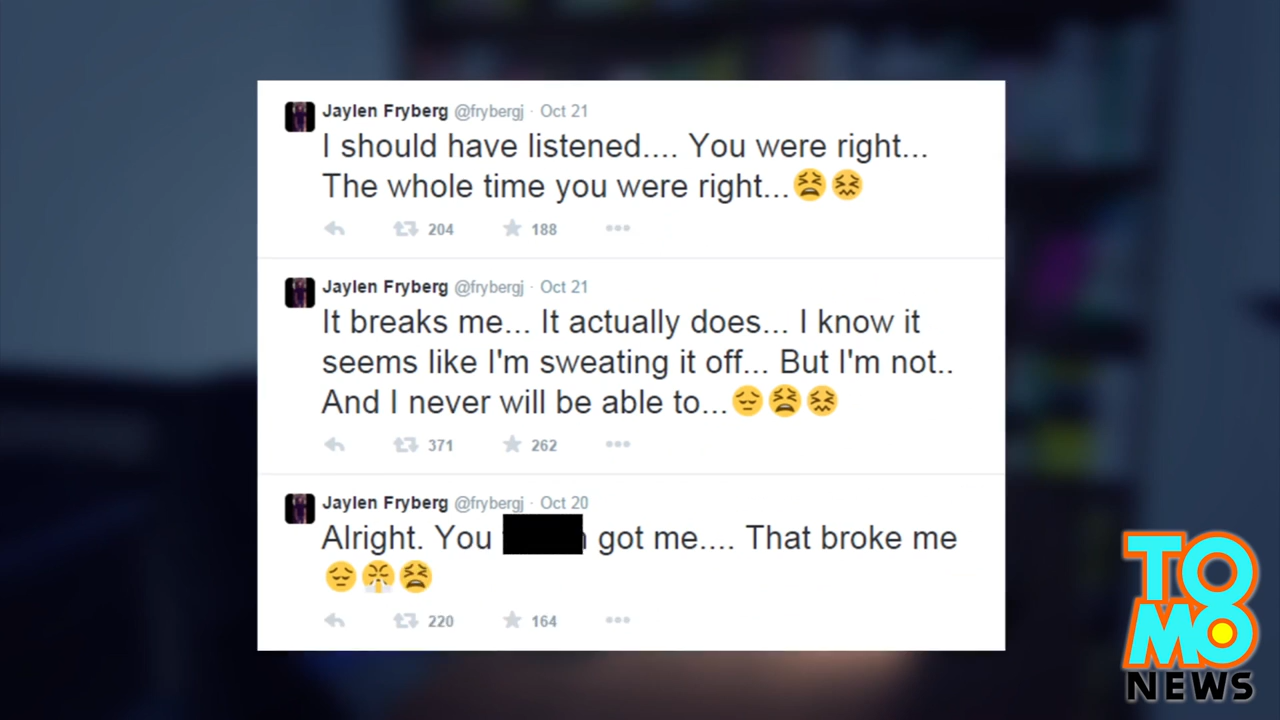 Jaylen Fryberg @frybergj · Oct 21
I should have listened.... You were right...
The whole time you were right...😫😖
204 188
Jaylen Fryberg @frybergj · Oct 21
It breaks me... It actually does... I know it
seems like I'm sweating it off... But I'm not..
And I never will be able to...😔😫😖
371 262
Jaylen Fryberg @frybergj · Oct 20
Alright. You got me.... That broke me
😔😤😫
220 164
TOMO
NEWS